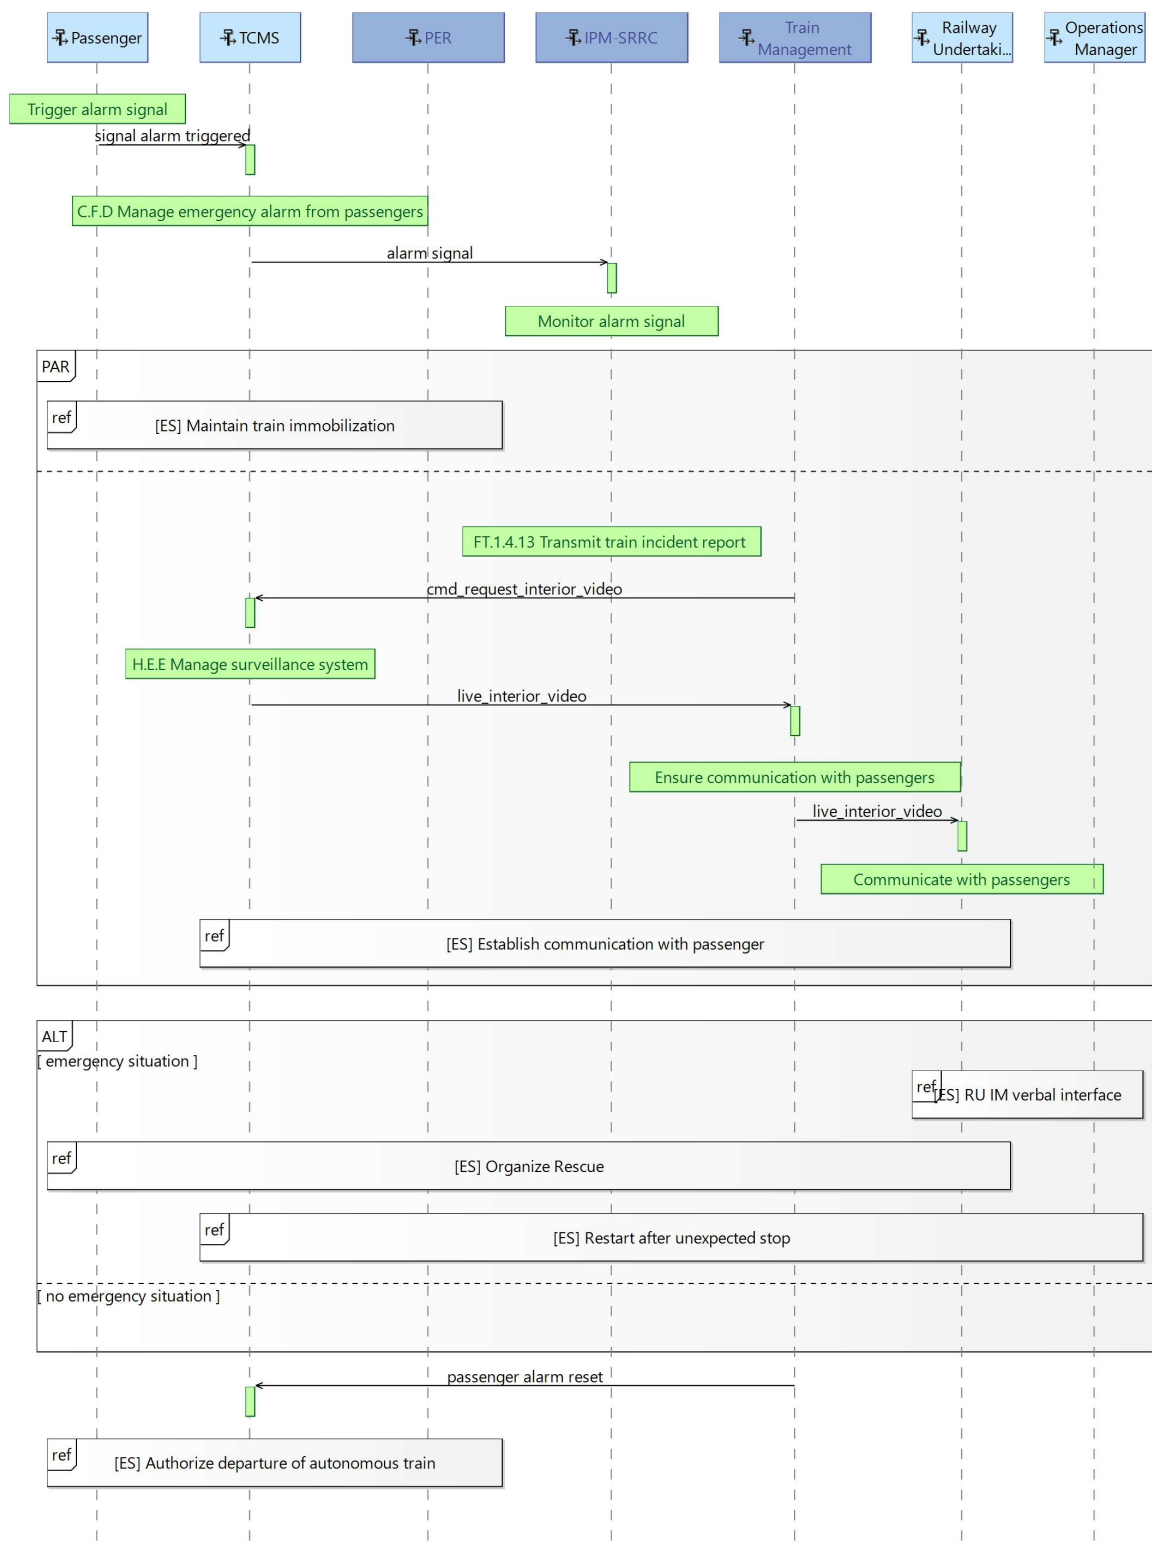 Passenger
TCMS
PER
IPM-SRRC
Train
Management
Railway
Undertaki...
Operations
Manager
Trigger alarm signal
signal alarm triggered
C.F.D Manage emergency alarm from passengers
alarm signal
Monitor alarm signal
PAR
ref
[ES] Maintain train immobilization
FT.1.4.13 Transmit train incident report
cmd_request_interior_video
H.E.E Manage surveillance system
live_interior_video
Ensure communication with passengers
live_interior_video
Communicate with passengers
ref
[ES] Establish communication with passenger
ALT
[ emergency situation ]
ref
[ES] RU IM verbal interface
ref
[ES] Organize Rescue
ref
[ES] Restart after unexpected stop
[ no emergency situation ]
passenger alarm reset
ref
[ES] Authorize departure of autonomous train